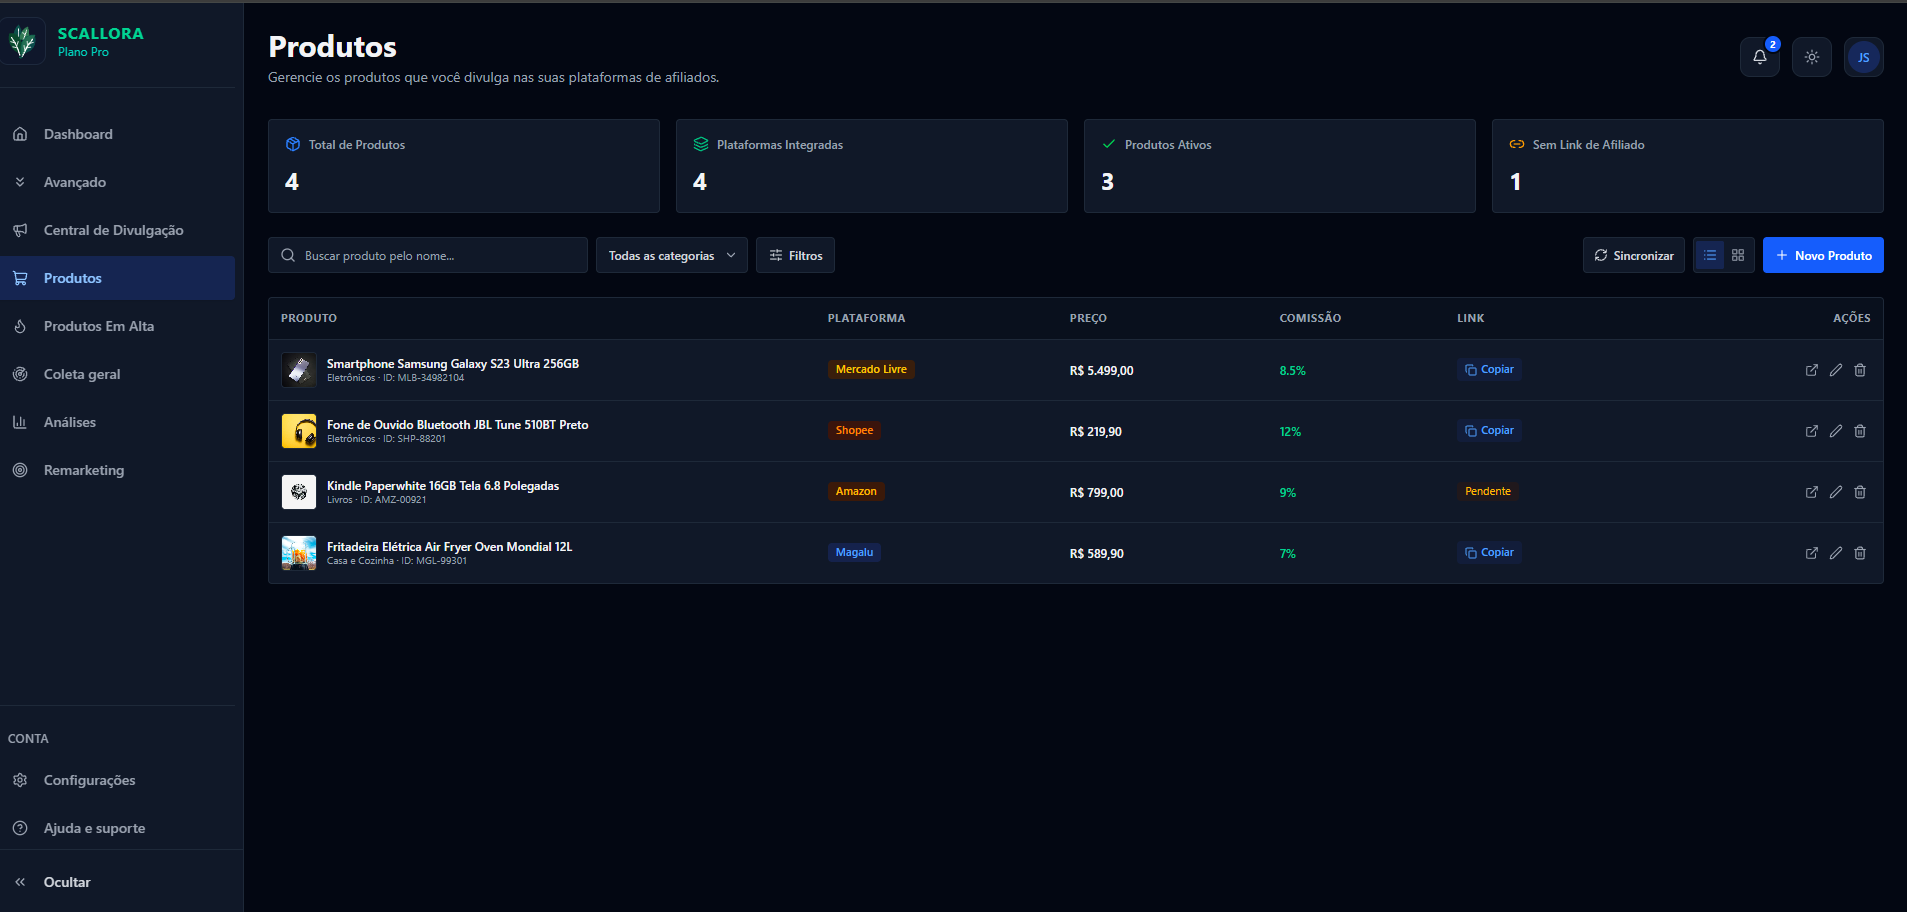 SCALLORA
Plano Pro
Dashboard
Avançado
Central de Divulgação
Produtos
Produtos Em Alta
Coleta geral
Análises
Remarketing
CONTA
Configurações
Ajuda e suporte
Ocultar
Produtos
Gerencie os produtos que você divulga nas suas plataformas de afiliados.
2
JS
Total de Produtos
4
Plataformas Integradas
4
Produtos Ativos
3
Sem Link de Afiliado
1
Buscar produto pelo nome...
Todas as categorias
Filtros
Sincronizar
Novo Produto
PRODUTO PLATAFORMA PREÇO COMISSÃO LINK AÇÕES
Smartphone Samsung Galaxy S23 Ultra 256GB
Eletrônicos · ID: MLB-34982104
Mercado Livre R$ 5.499,00 8.5% Copiar
Fone de Ouvido Bluetooth JBL Tune 510BT Preto
Eletrônicos · ID: SHP-88201
Shopee R$ 219,90 12% Copiar
Kindle Paperwhite 16GB Tela 6.8 Polegadas
Livros · ID: AMZ-00921
Amazon R$ 799,00 9% Pendente
Fritadeira Elétrica Air Fryer Oven Mondial 12L
Casa e Cozinha · ID: MGL-99301
Magalu R$ 589,90 7% Copiar